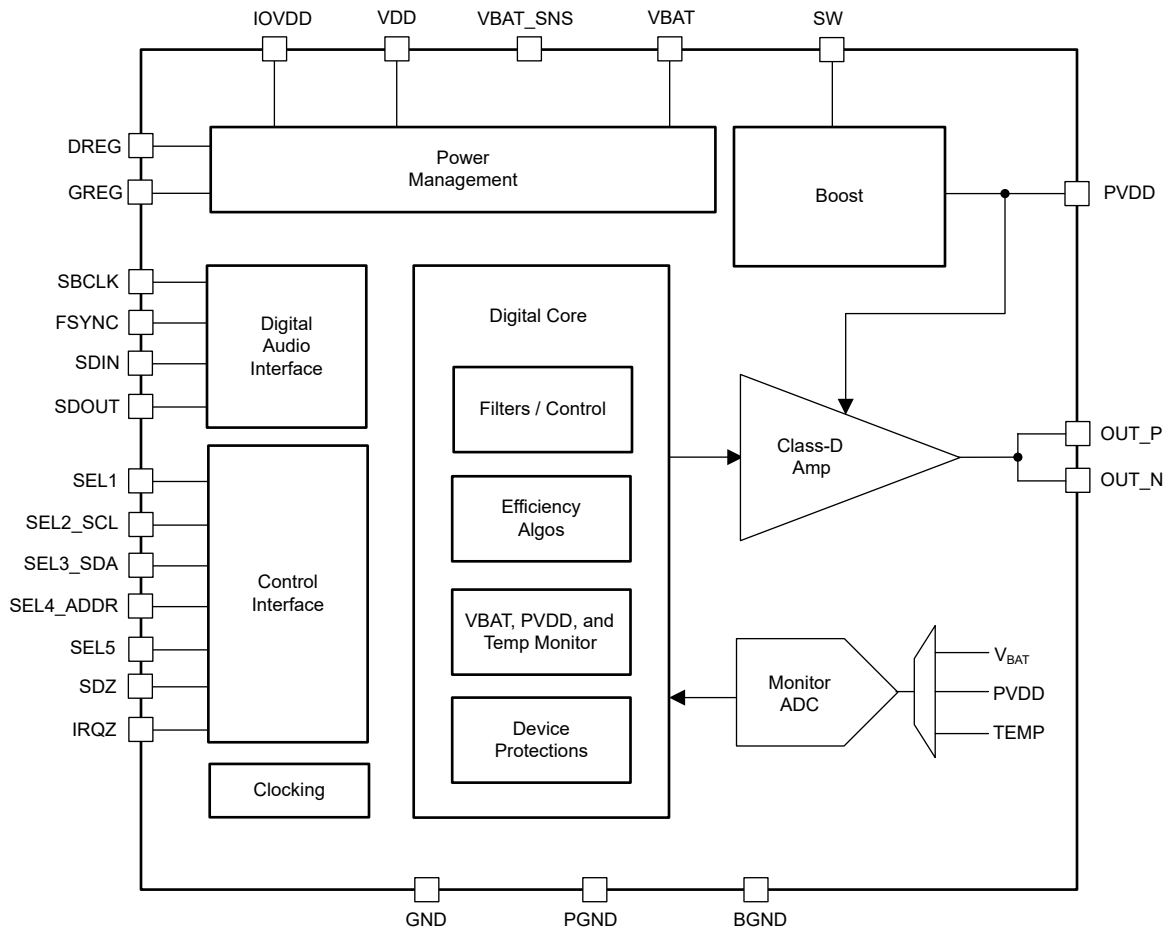 IOVDD
VDD
VBAT_SNS
VBAT
SW
DREG
GREG
Power
Management
Boost
PVDD
SBCLK
FSYNC
SDIN
SDOUT
Digital
Audio
Interface
Digital Core
Filters / Control
Efficiency
Algos
VBAT, PVDD, and
Temp Monitor
Device
Protections
Class-D
Amp
OUT_P
OUT_N
SEL1
SEL2_SCL
SEL3_SDA
SEL4_ADDR
SEL5
SDZ
IRQZ
Control
Interface
Clocking
Monitor
ADC
VBAT
PVDD
TEMP
GND
PGND
BGND